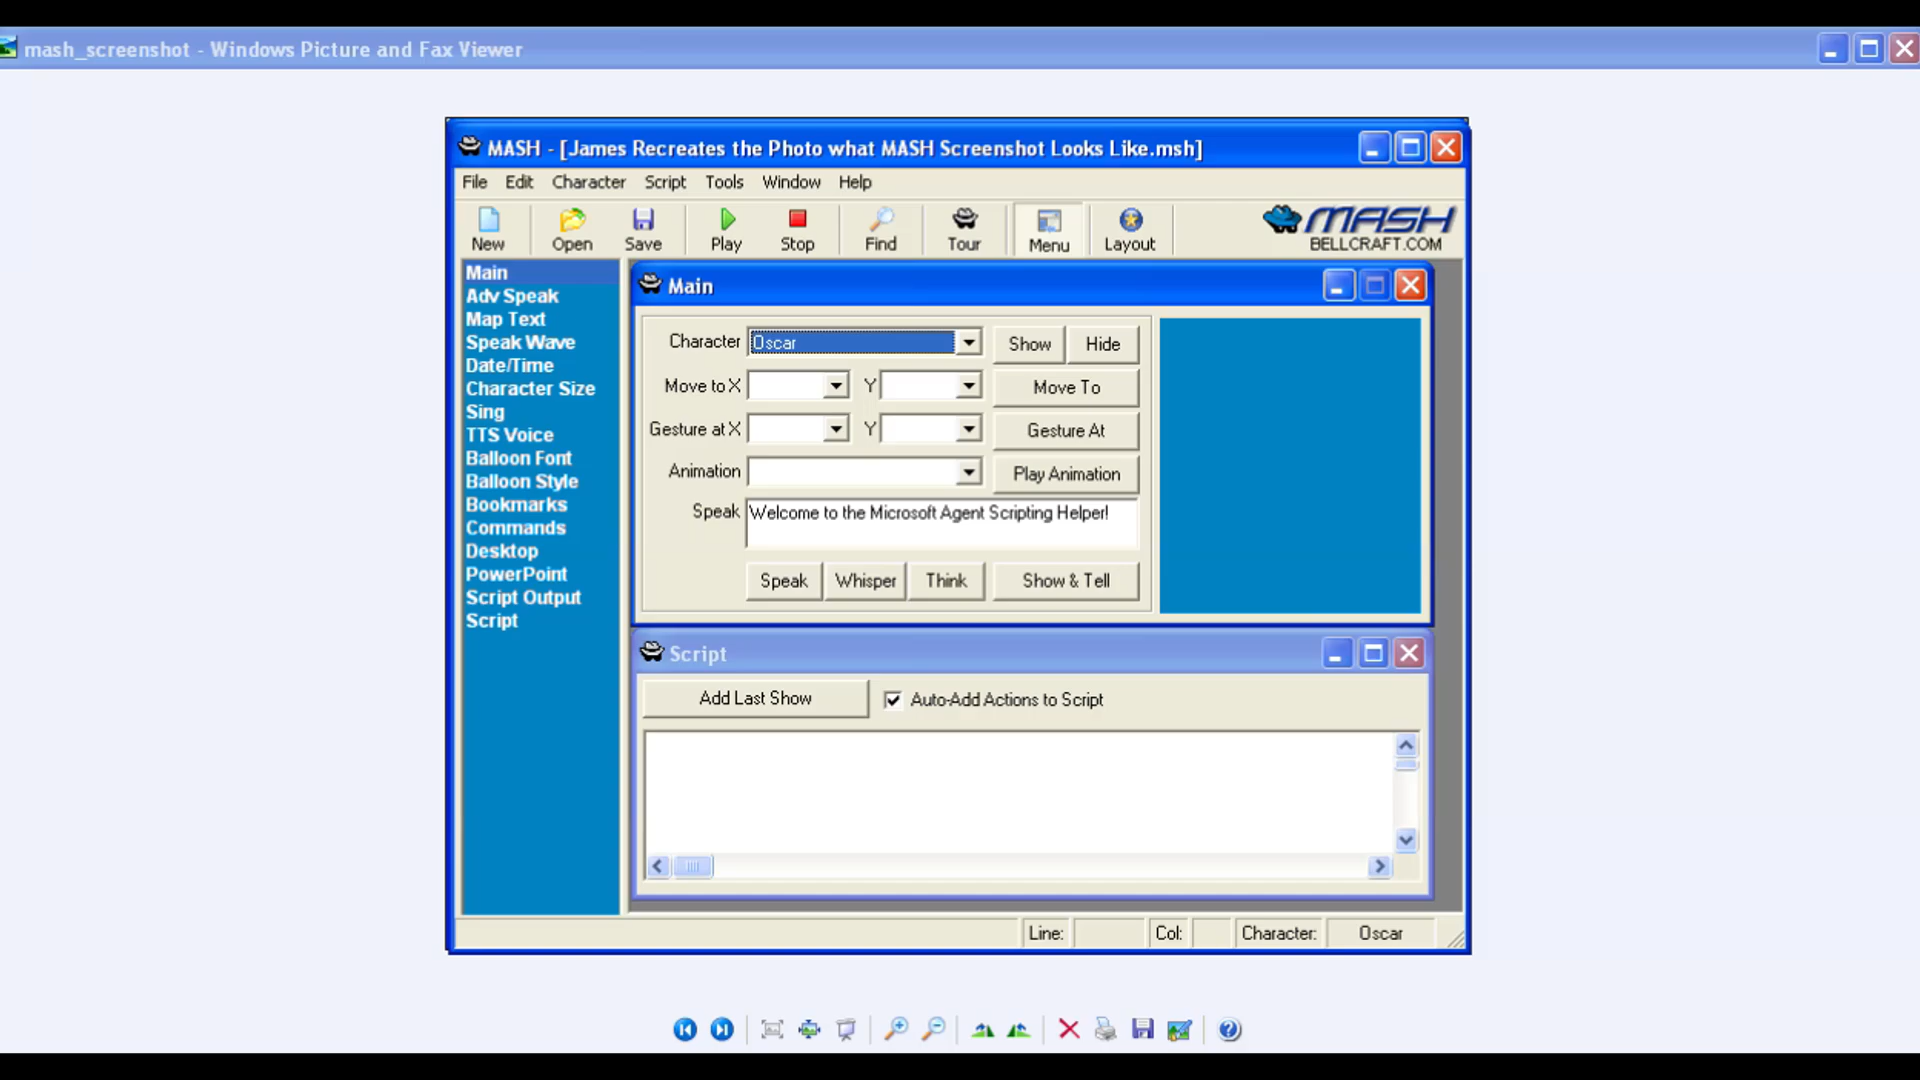 mash_screenshot - Windows Picture and Fax Viewer
MASH - [James Recreates the Photo what MASH Screenshot Looks Like.msh]
File Edit Character Script Tools Window Help
New Open Save Play Stop Find Tour Menu Layout
MASH
BELLCRAFT.COM
Main
Adv Speak
Map Text
Speak Wave
Date/Time
Character Size
Sing
TTS Voice
Balloon Font
Balloon Style
Bookmarks
Commands
Desktop
PowerPoint
Script Output
Script
Main
Character Oscar Show Hide
Move to X Y Move To
Gesture at X Y Gesture At
Animation Play Animation
Speak Welcome to the Microsoft Agent Scripting Helper!
Speak Whisper Think Show & Tell
Script
Add Last Show Auto-Add Actions to Script
Line: Col: Character: Oscar